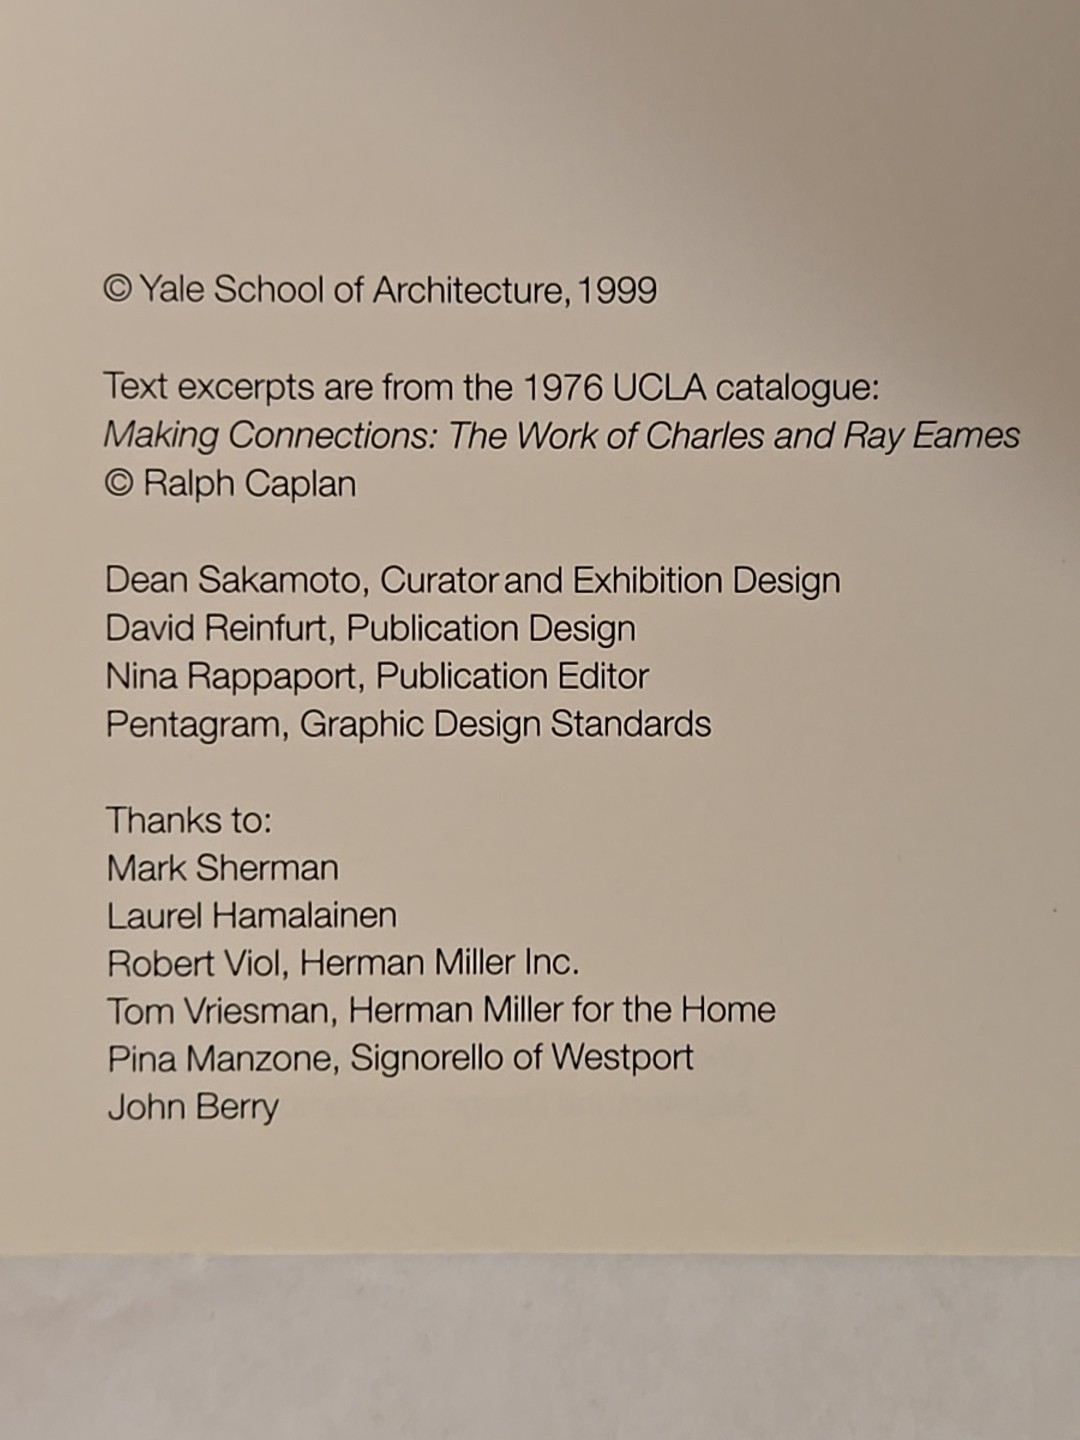 © Yale School of Architecture, 1999
Text excerpts are from the 1976 UCLA catalogue:
Making Connections: The Work of Charles and Ray Eames
© Ralph Caplan
Dean Sakamoto, Curator and Exhibition Design
David Reinfurt, Publication Design
Nina Rappaport, Publication Editor
Pentagram, Graphic Design Standards
Thanks to:
Mark Sherman
Laurel Hamalainen
Robert Viol, Herman Miller Inc.
Tom Vriesman, Herman Miller for the Home
Pina Manzone, Signorello of Westport
John Berry